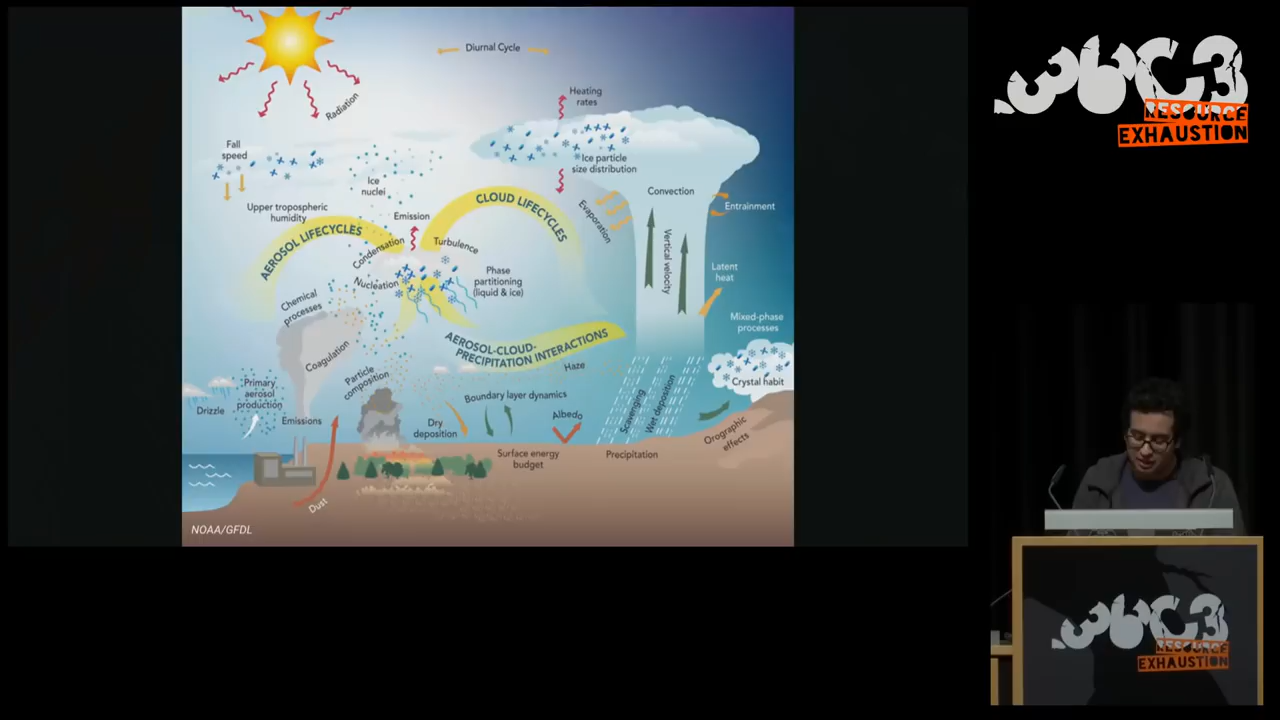 Diurnal Cycle
36C3
RESOURCE
EXHAUSTION
Radiation
Heating
rates
Fall
speed
Ice
nuclei
Ice particle
size distribution
Upper tropospheric
humidity
Emission
CLOUD LIFECYCLES
Convection
Entrainment
Evaporation
AEROSOL LIFECYCLES
Condensation
Turbulence
Vertical velocity
Nucleation
Phase
partitioning
(liquid & ice)
Latent
heat
Chemical
processes
Mixed-phase
processes
Coagulation
AEROSOL-CLOUD-
PRECIPITATION INTERACTIONS
Haze
Particle
composition
Primary
aerosol
production
Crystal habit
Drizzle
Emissions
Boundary layer dynamics
Dry
deposition
Albedo
Scavenging
Wet deposition
Orographic
effects
Surface energy
budget
Precipitation
Dust
NOAA/GFDL
36C3
RESOURCE
EXHAUSTION